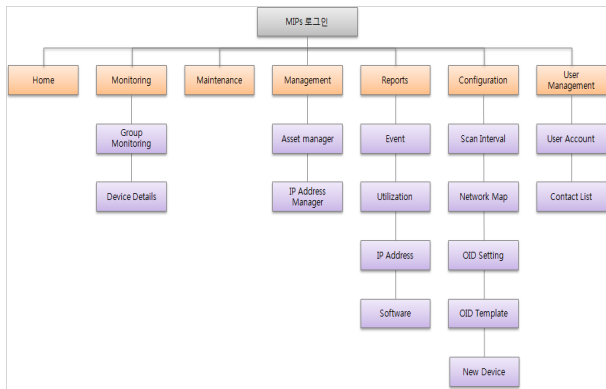 MIPs 로그인
Home
Monitoring
Maintenance
Management
Reports
Configuration
User
Management
Group
Monitoring
Asset manager
Event
Scan Interval
User Account
Device Details
IP Address
Manager
Utilization
Network Map
Contact List
IP Address
OID Setting
Software
OID Template
New Device